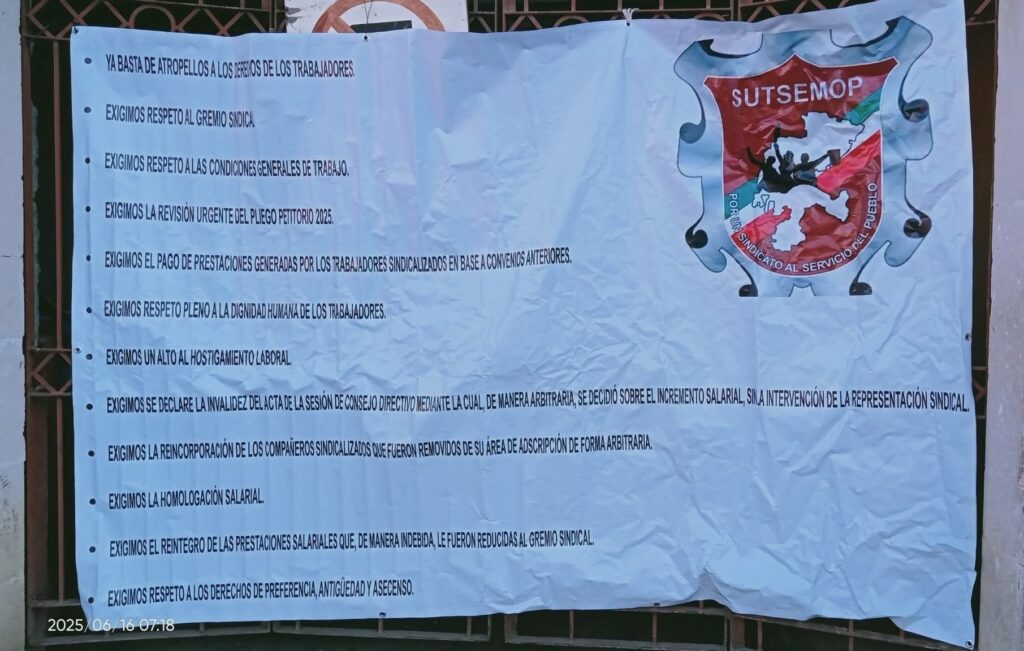 SUTSEMOP
POR UN SINDICATO AL SERVICIO DEL PUEBLO
• YA BASTA DE ATROPELLOS A LOS DEREHOS DE LOS TRABAJADORES.
• EXIGIMOS RESPETO AL GREMIO SINDICA.
• EXIGIMOS RESPETO A LAS CONDICIONES GENERALES DE TRABAJO.
• EXIGIMOS LA REVISIÓN URGENTE DEL PLIEGO PETITORIO 2025.
• EXIGIMOS EL PAGO DE PRESTACIONES GENERADAS POR LOS TRABAJADORES SINDICALIZADOS EN BASE A CONVENIOS ANTERIORES.
• EXIGIMOS RESPETO PLENO A LA DIGNIDAD HUMANA DE LOS TRABAJADORES.
• EXIGIMOS UN ALTO AL HOSTIGAMIENTO LABORAL.
• EXIGIMOS SE DECLARE LA INVALIDEZ DEL ACTA DE LA SESIÓN DE CONSEJO DIRECTIVO MEDIANTE LA CUAL, DE MANERA ARBITRARIA, SE DECIDIÓ SOBRE EL INCREMENTO SALARIAL, SIN LA INTERVENCIÓN DE LA REPRESENTACIÓN SINDICAL.
• EXIGIMOS LA REINCORPORACIÓN DE LOS COMPAÑEROS SINDICALIZADOS QUE FUERON REMOVIDOS DE SU ÁREA DE ADSCRIPCIÓN DE FORMA ARBITRARIA.
• EXIGIMOS LA HOMOLOGACIÓN SALARIAL.
• EXIGIMOS EL REINTEGRO DE LAS PRESTACIONES SALARIALES QUE, DE MANERA INDEBIDA, LE FUERON REDUCIDAS AL GREMIO SINDICAL.
• EXIGIMOS RESPETO A LOS DERECHOS DE PREFERENCIA, ANTIGÜEDAD Y ASECENSO.
2025/06/16 07:18